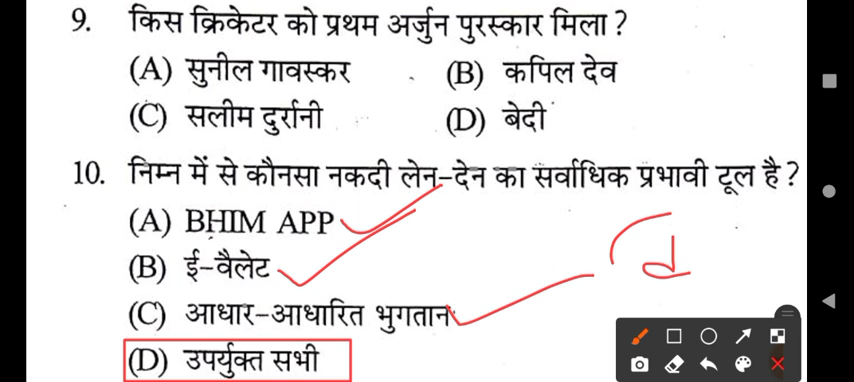 9. किस क्रिकेटर को प्रथम अर्जुन पुरस्कार मिला ?
(A) सुनील गावस्कर (B) कपिल देव
(C) सलीम दुर्रानी (D) बेदी
10. निम्न में से कौनसा नकदी लेन-देन का सर्वाधिक प्रभावी टूल है ?
(A) BHIM APP
(B) ई-वैलेट
(C) आधार-आधारित भुगतान
(D) उपर्युक्त सभी
d